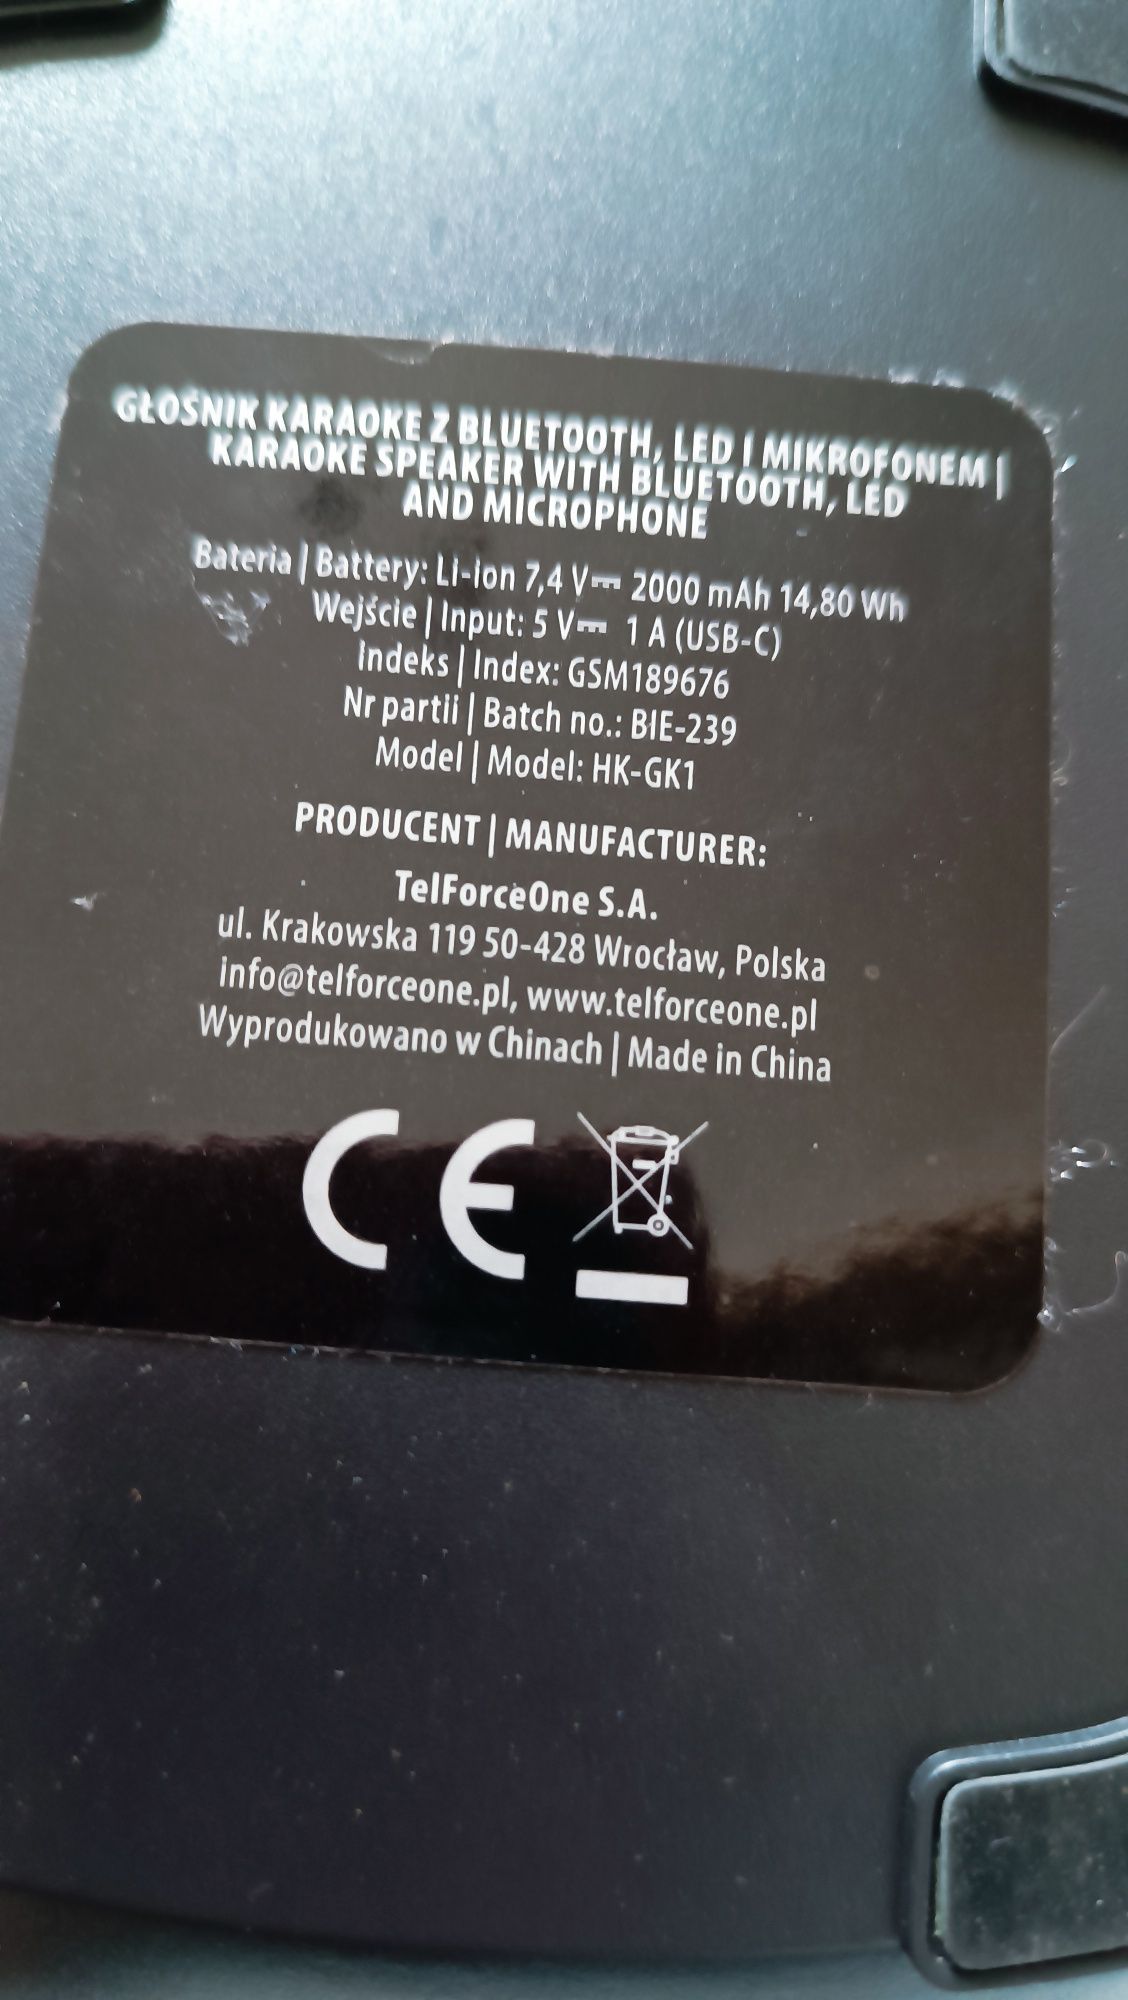 GŁOŚNIK KARAOKE Z BLUETOOTH, LED I MIKROFONEM |
KARAOKE SPEAKER WITH BLUETOOTH, LED
AND MICROPHONE
Bateria | Battery: Li-ion 7,4 V⎓ 2000 mAh 14,80 Wh
Wejście | Input: 5 V⎓ 1 A (USB-C)
Indeks | Index: GSM189676
Nr partii | Batch no.: BIE-239
Model | Model: HK-GK1
PRODUCENT | MANUFACTURER:
TelForceOne S.A.
ul. Krakowska 119 50-428 Wrocław, Polska
info@telforceone.pl, www.telforceone.pl
Wyprodukowano w Chinach | Made in China
CE